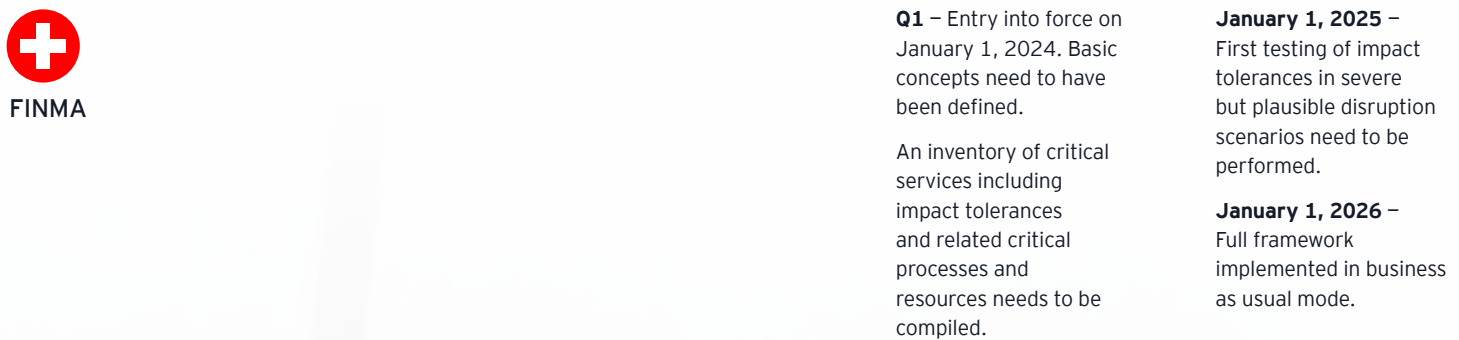 FINMA
Q1 – Entry into force on
January 1, 2024. Basic
concepts need to have
been defined.
An inventory of critical
services including
impact tolerances
and related critical
processes and
resources needs to be
compiled.
January 1, 2025 –
First testing of impact
tolerances in severe
but plausible disruption
scenarios need to be
performed.
January 1, 2026 –
Full framework
implemented in business
as usual mode.